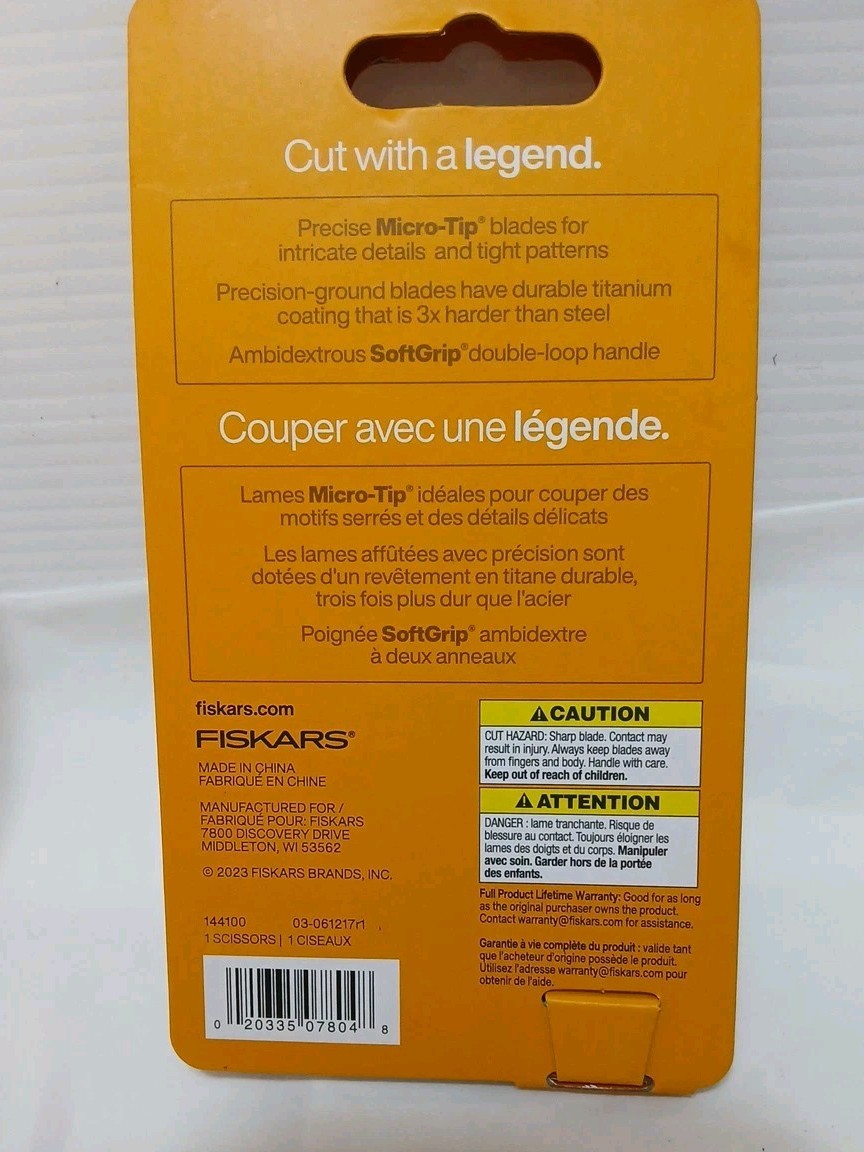 Cut with a legend.
Precise Micro-Tip® blades for
intricate details and tight patterns
Precision-ground blades have durable titanium
coating that is 3x harder than steel
Ambidextrous SoftGrip® double-loop handle
Couper avec une légende.
Lames Micro-Tip® idéales pour couper des
motifs serrés et des détails délicats
Les lames affûtées avec précision sont
dotées d'un revêtement en titane durable,
trois fois plus dur que l'acier
Poignée SoftGrip® ambidextre
à deux anneaux
fiskars.com
FISKARS®
MADE IN CHINA
FABRIQUÉ EN CHINE
MANUFACTURED FOR /
FABRIQUÉ POUR: FISKARS
7800 DISCOVERY DRIVE
MIDDLETON, WI 53562
© 2023 FISKARS BRANDS, INC.
144100 03-061217r1
1 SCISSORS | 1 CISEAUX
0 20335 07804 8
⚠CAUTION
CUT HAZARD: Sharp blade. Contact may
result in injury. Always keep blades away
from fingers and body. Handle with care.
Keep out of reach of children.
⚠ ATTENTION
DANGER : lame tranchante. Risque de
blessure au contact. Toujours éloigner les
lames des doigts et du corps. Manipuler
avec soin. Garder hors de la portée
des enfants.
Full Product Lifetime Warranty: Good for as long
as the original purchaser owns the product.
Contact warranty@fiskars.com for assistance.
Garantie à vie complète du produit : valide tant
que l'acheteur d'origine possède le produit.
Utilisez l'adresse warranty@fiskars.com pour
obtenir de l'aide.